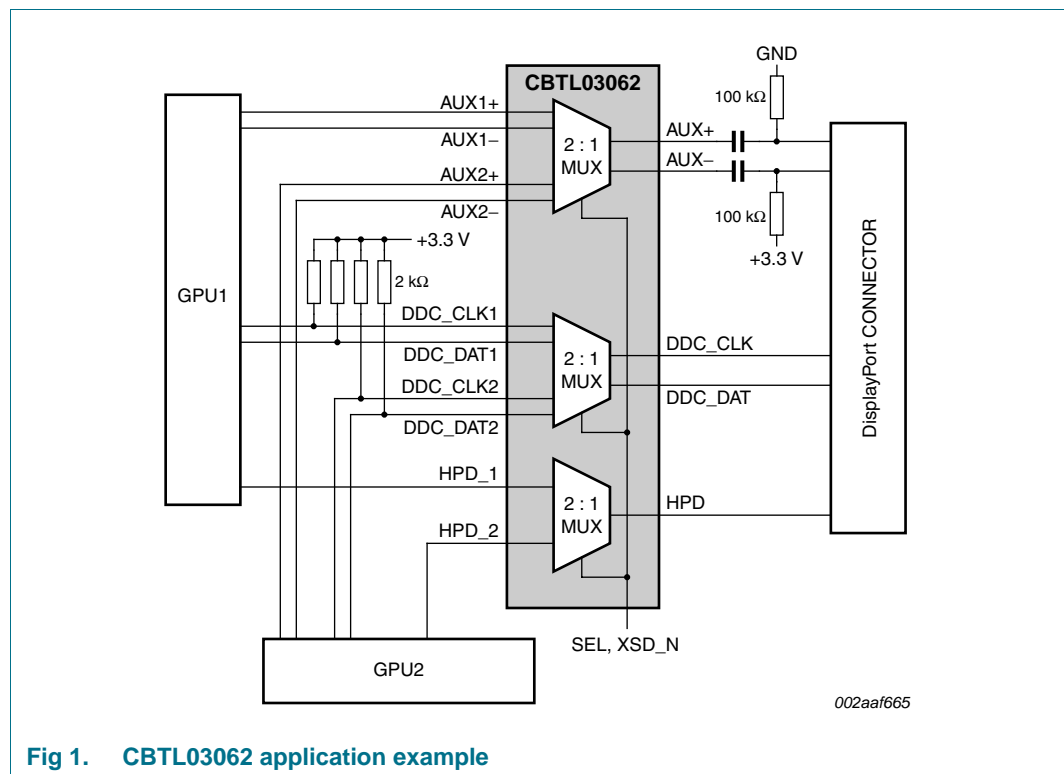 GND
CBTL03062
100 kΩ
AUX1+
AUX+
AUX1−
2 : 1
MUX
AUX−
AUX2+
AUX2−
100 kΩ
+3.3 V
+3.3 V
2 kΩ
GPU1
DDC_CLK1
DDC_DAT1
2 : 1
MUX
DDC_CLK
DDC_CLK2
DDC_DAT
DDC_DAT2
DisplayPort CONNECTOR
HPD_1
2 : 1
MUX
HPD
HPD_2
SEL, XSD_N
GPU2
002aaf665
Fig 1. CBTL03062 application example